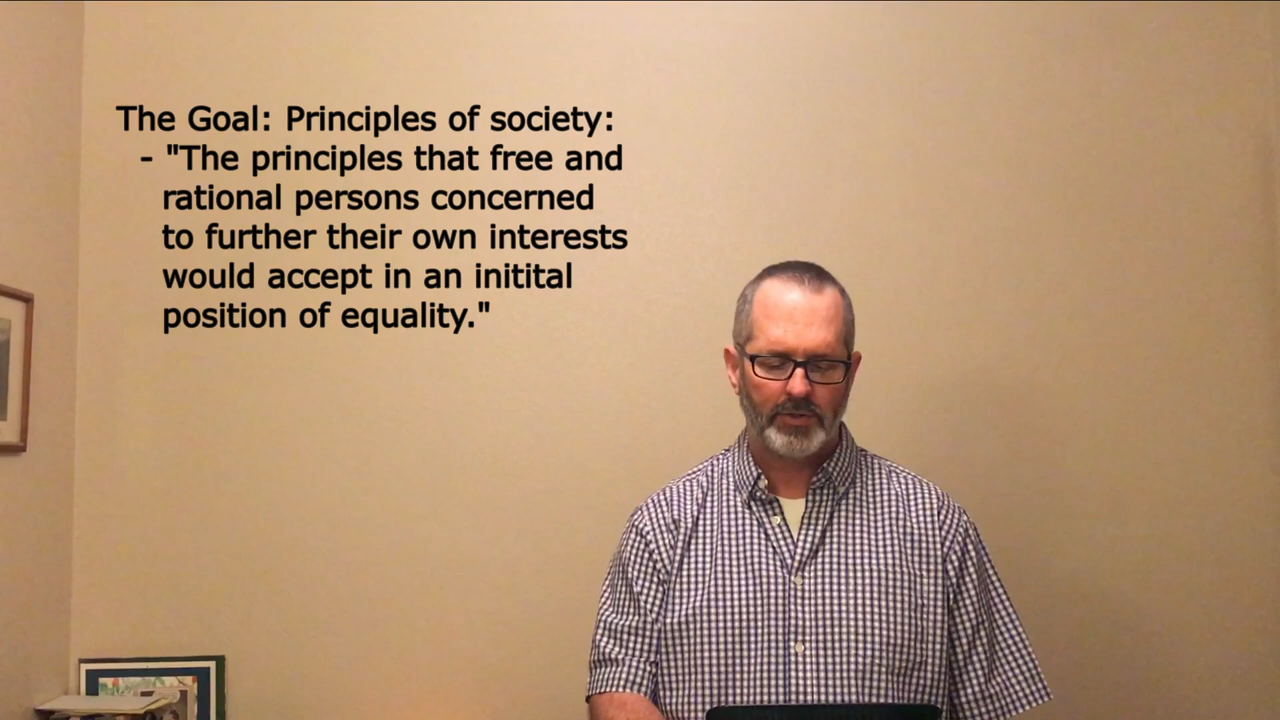 The Goal: Principles of society:
- "The principles that free and
rational persons concerned
to further their own interests
would accept in an initital
position of equality."